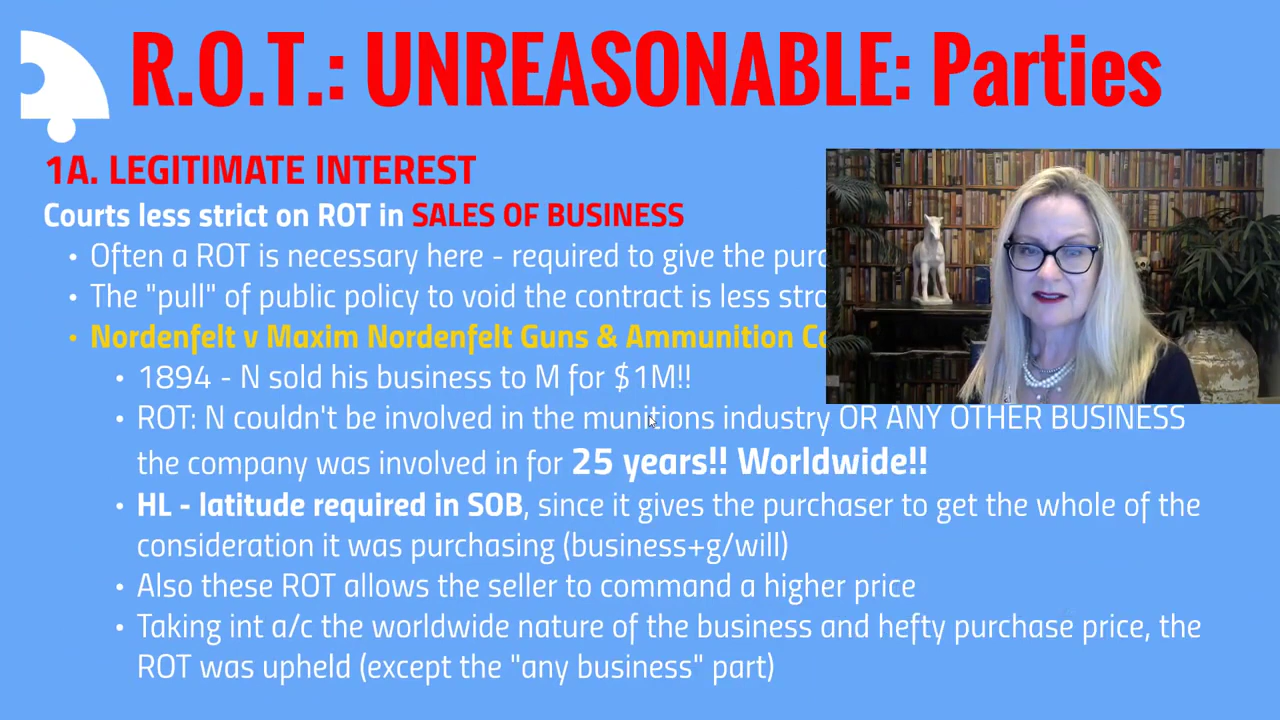 R.O.T.: UNREASONABLE: Parties
1A. LEGITIMATE INTEREST
Courts less strict on ROT in SALES OF BUSINESS
• Often a ROT is necessary here - required to give the
• The "pull" of public policy to void the contract is less
• Nordenfelt v Maxim Nordenfelt Guns & Ammunition
• 1894 - N sold his business to M for $1M!!
• ROT: N couldn't be involved in the munitions industry OR ANY OTHER BUSINESS
the company was involved in for 25 years!! Worldwide!!
• HL - latitude required in SOB, since it gives the purchaser to get the whole of the
consideration it was purchasing (business+g/will)
• Also these ROT allows the seller to command a higher price
• Taking int a/c the worldwide nature of the business and hefty purchase price, the
ROT was upheld (except the "any business" part)